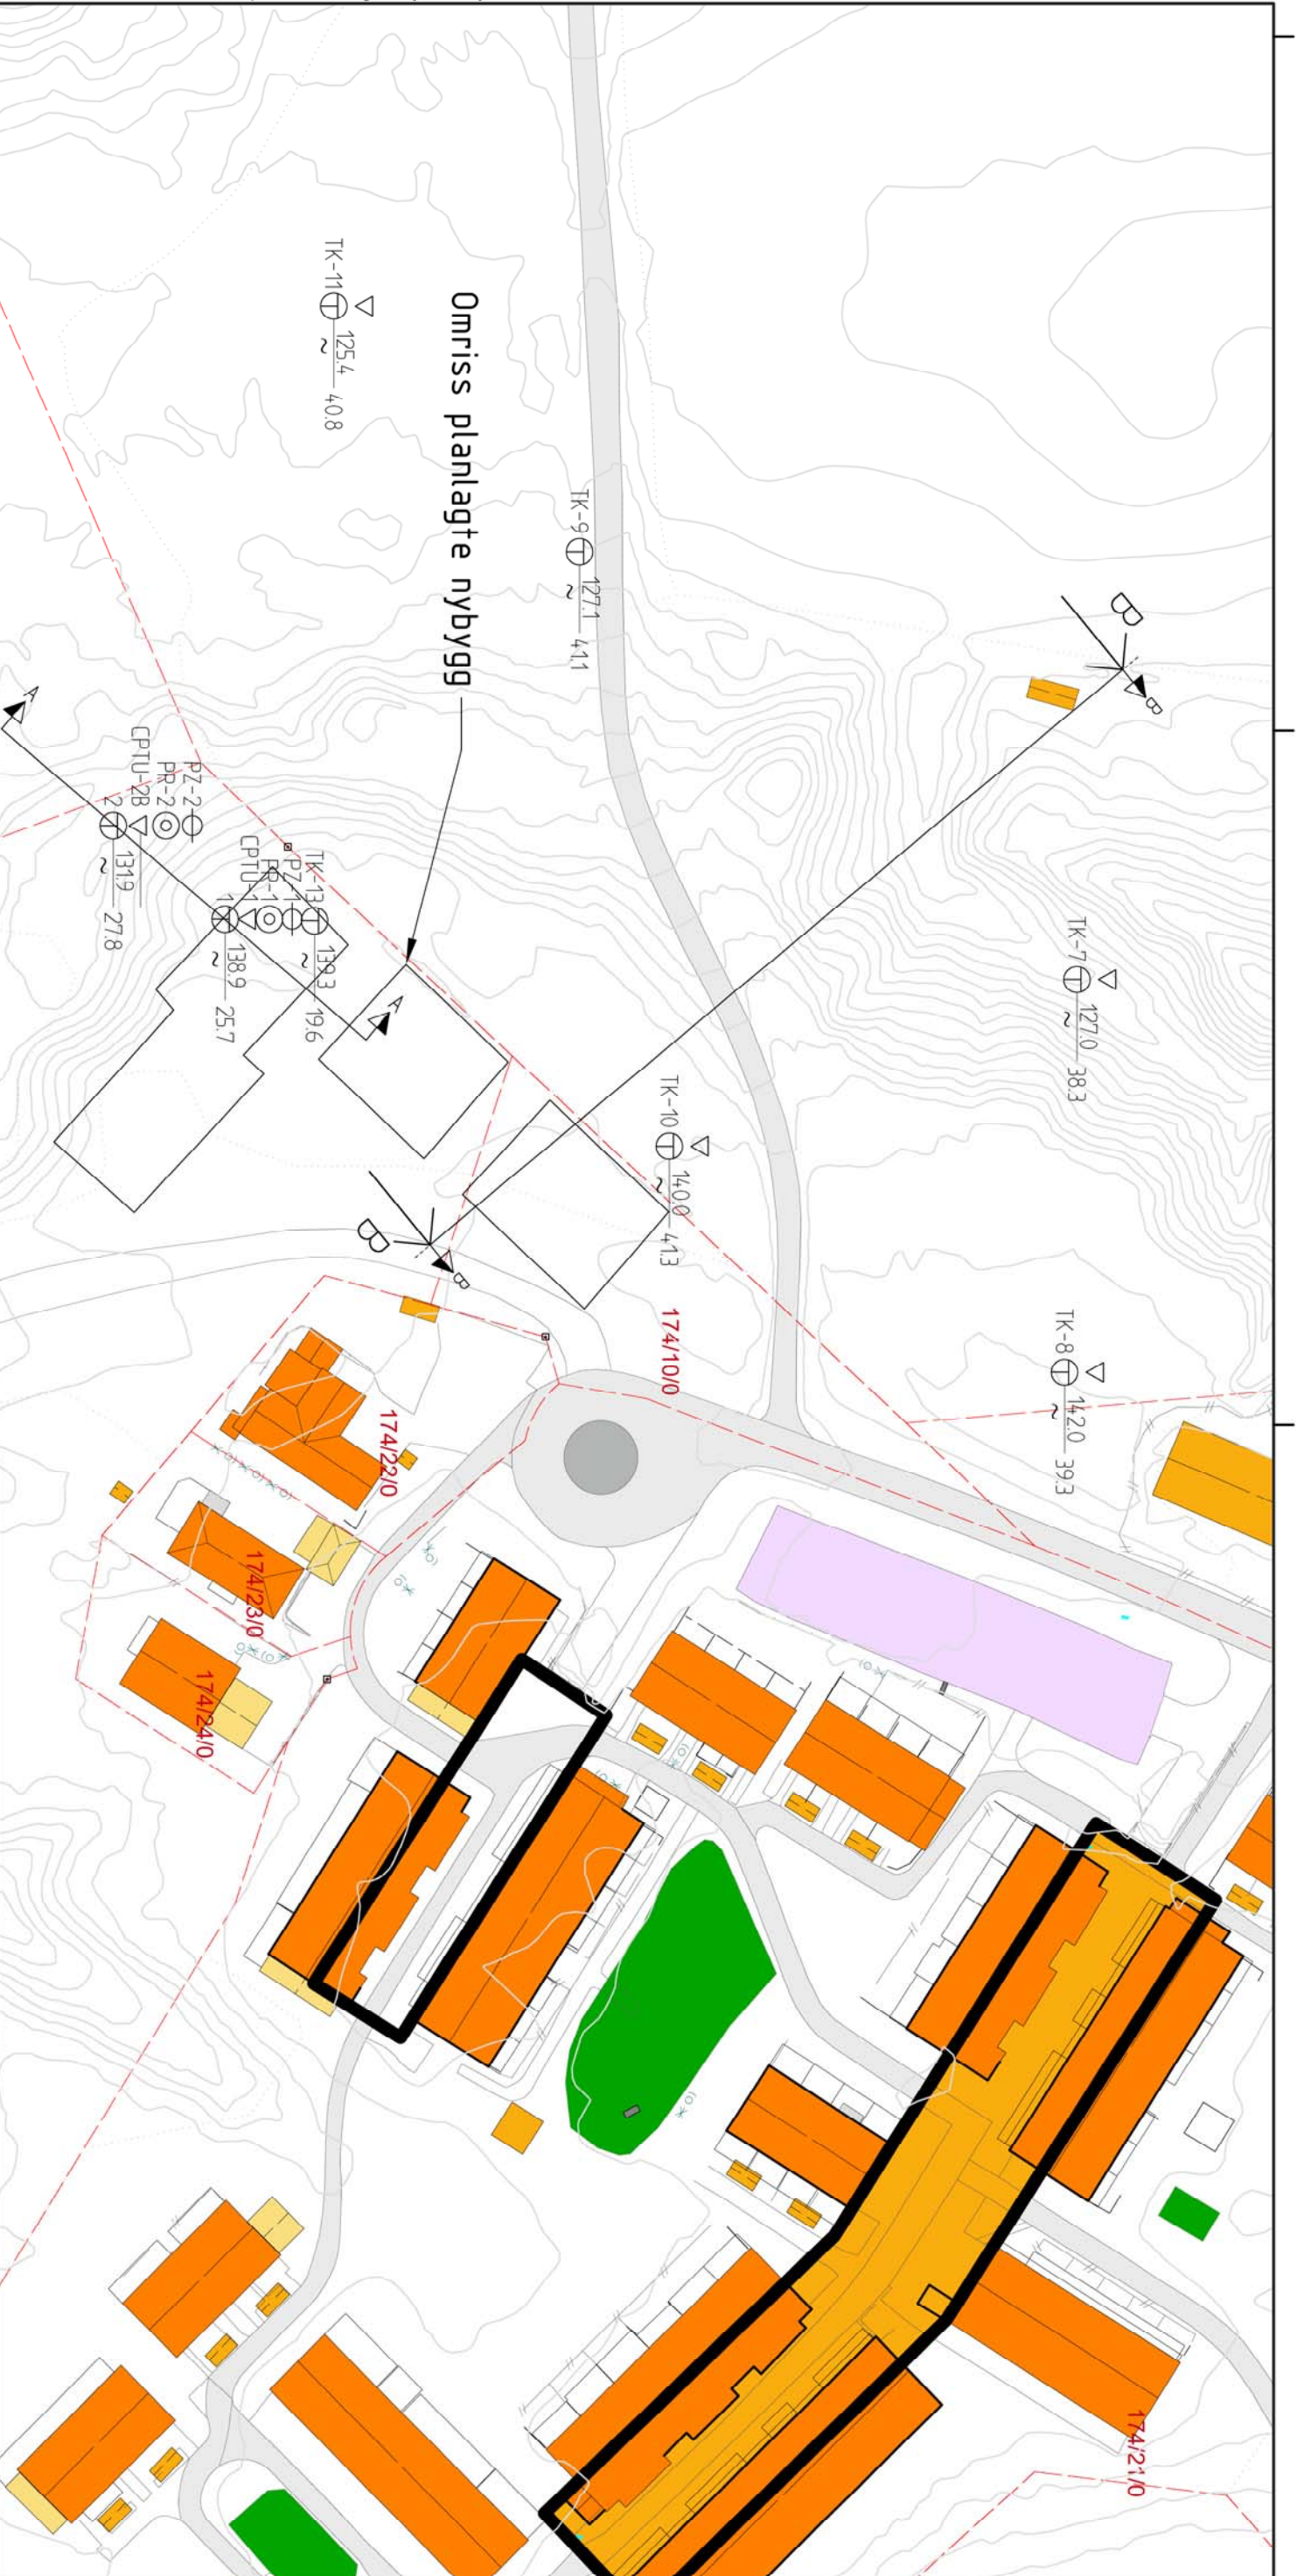 TK-11 125.4 40.8
~
Omriss planlagte nybygg
TK-9 127.1 41.1
~
B
B
A
PZ-2
PR-2
CPTU-2B
2 131.9 27.8
~
TK-13 139.3 19.6
~
PZ-1
PR-1
CPTU-1
1 138.9 25.7
~
A
TK-7 127.0 38.3
~
TK-10 140.0 41.3
~
B
B
TK-8 142.0 39.3
~
174/10/0
174/22/0
174/23/0
174/24/0
174/21/0